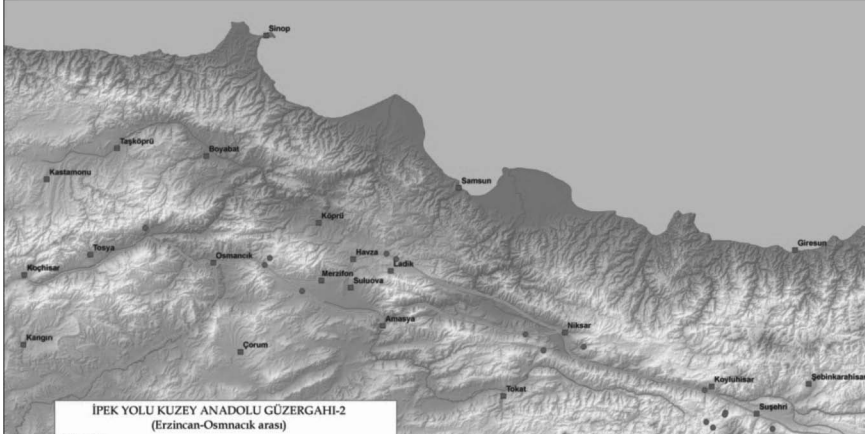 Sinop
Taşköprü
Boyabat
Kastamonu
Samsun
Köprü
Tosya
Osmancık
Havza
Ladik
Giresun
Koçhisar
Merzifon
Suluova
Kangırı
Amasya
Niksar
Çorum
Tokat
Koyluhisar
Şebinkarahisar
Suşehri
İPEK YOLU KUZEY ANADOLU GÜZERGAHI-2
(Erzincan-Osmnacık arası)